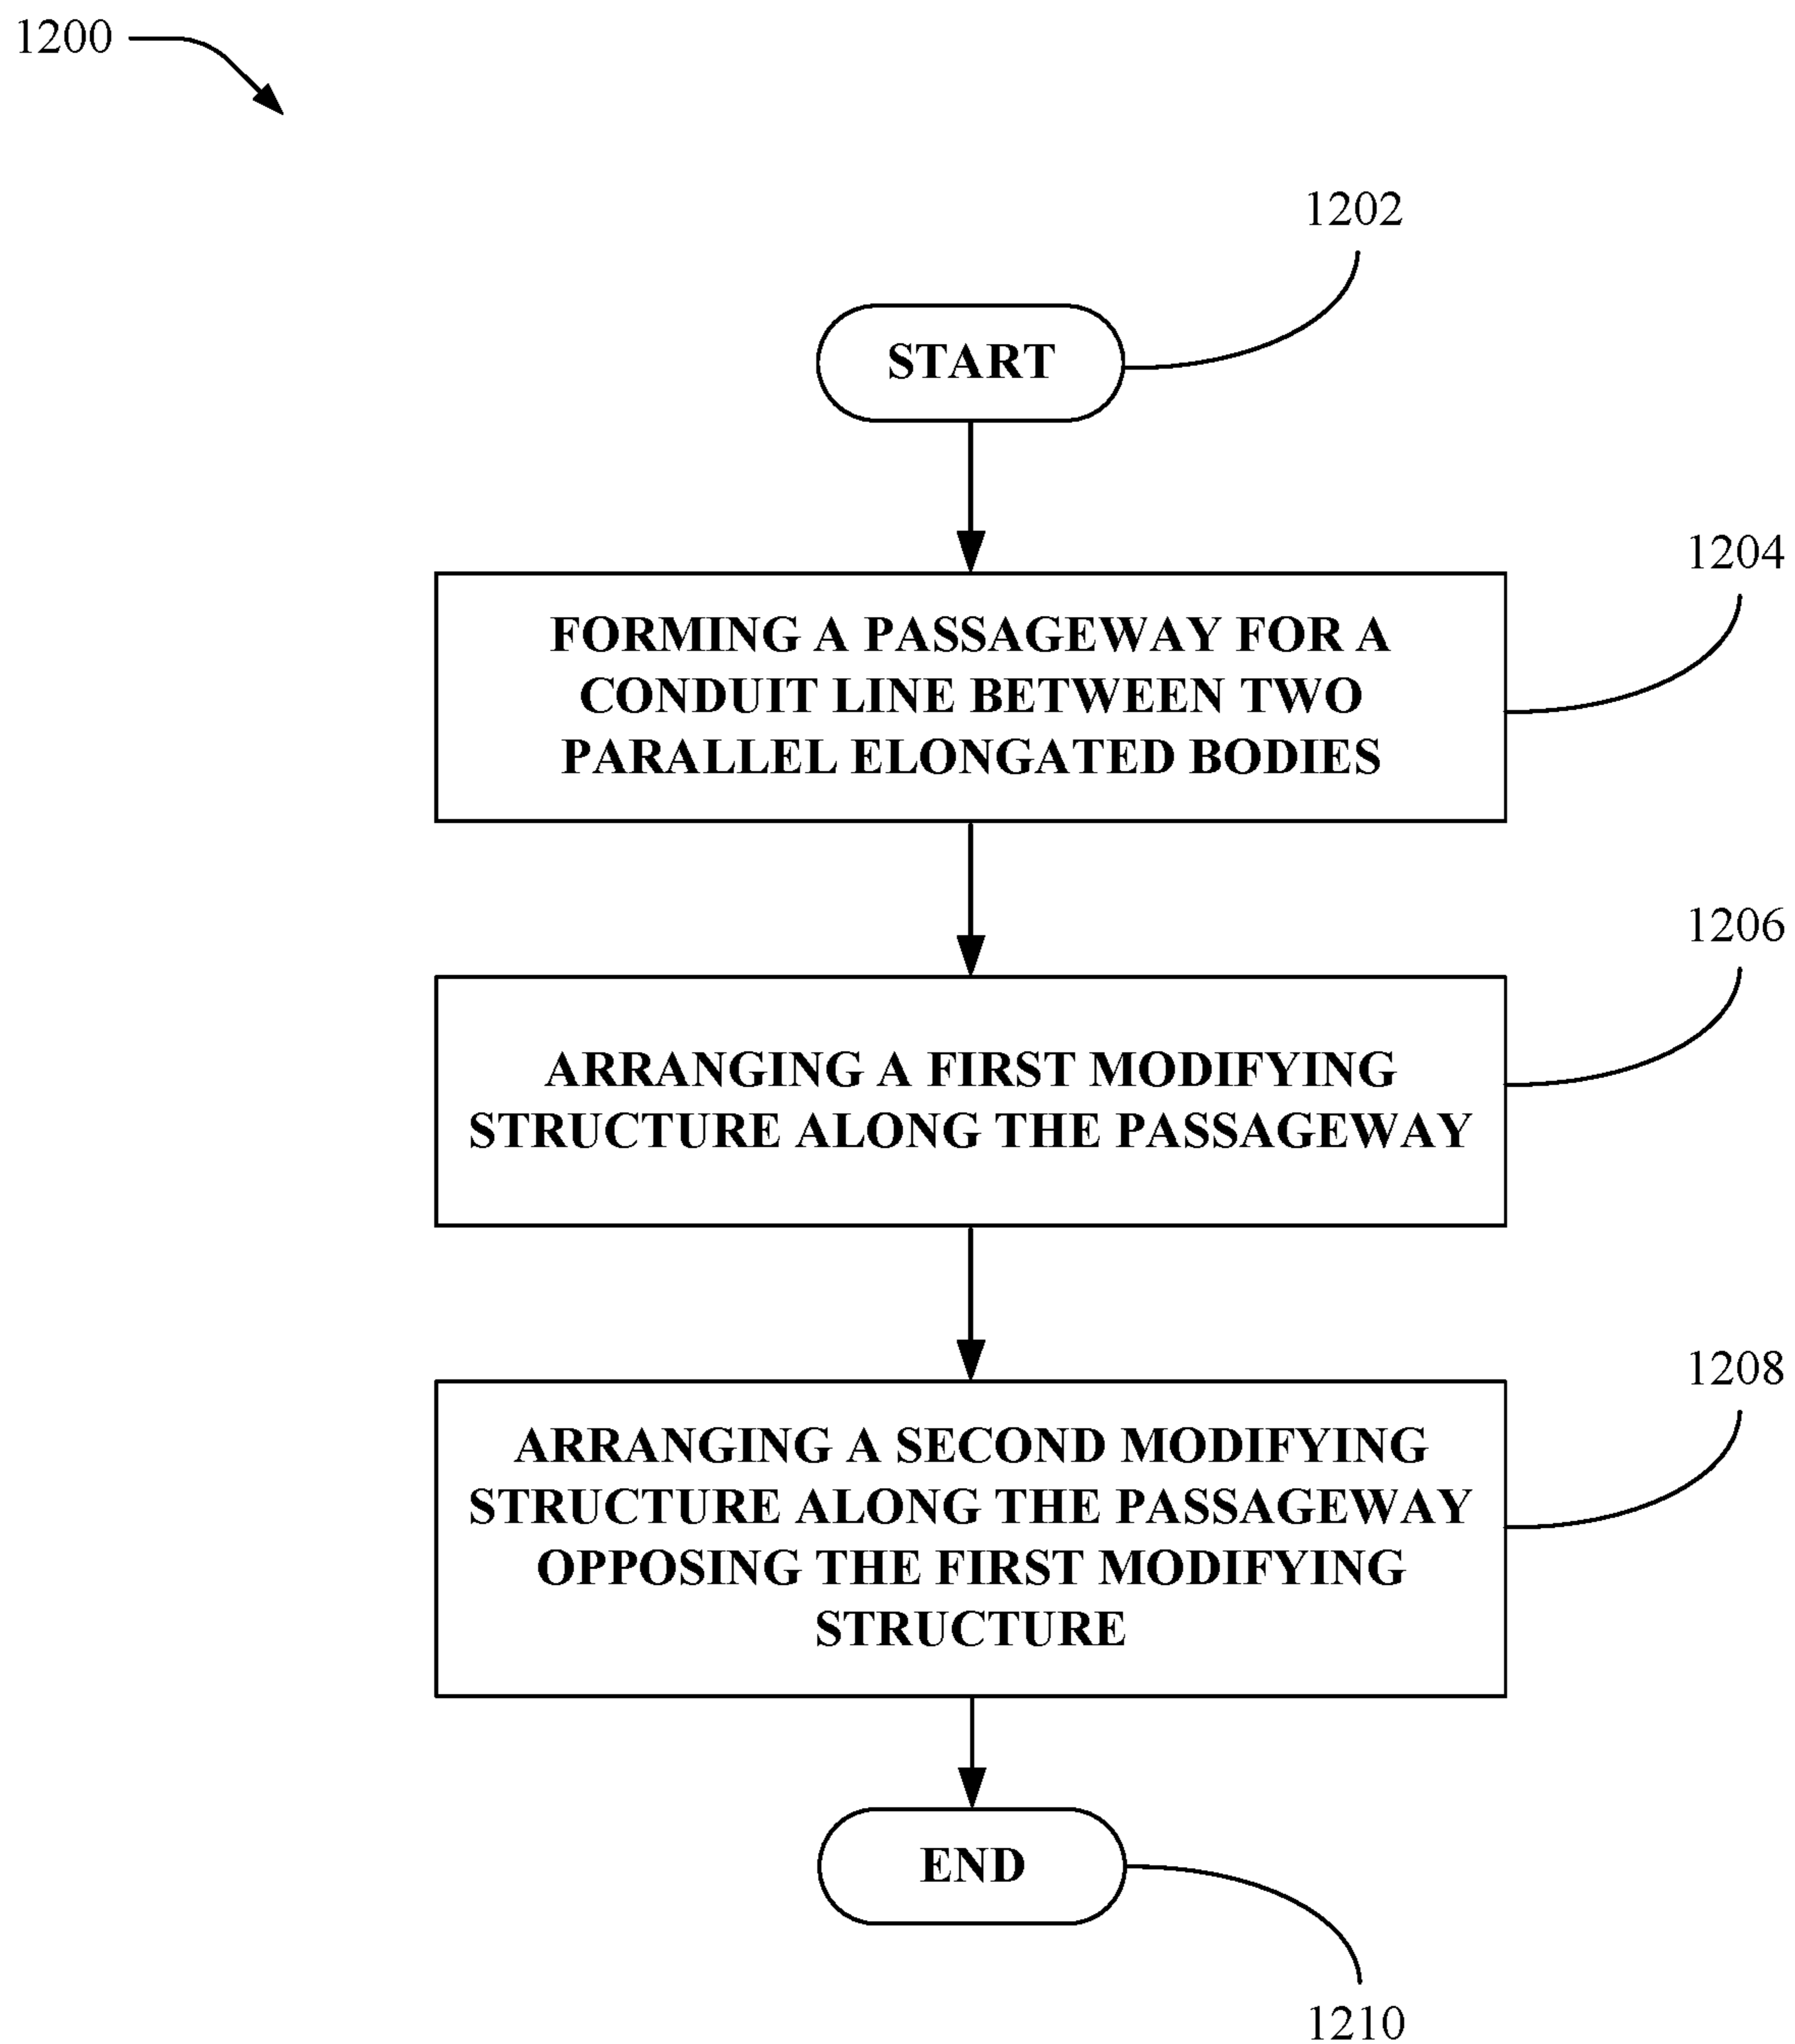 1200
1202
START
1204
FORMING A PASSAGEWAY FOR A
CONDUIT LINE BETWEEN TWO
PARALLEL ELONGATED BODIES
1206
ARRANGING A FIRST MODIFYING
STRUCTURE ALONG THE PASSAGEWAY
1208
ARRANGING A SECOND MODIFYING
STRUCTURE ALONG THE PASSAGEWAY
OPPOSING THE FIRST MODIFYING
STRUCTURE
END
1210